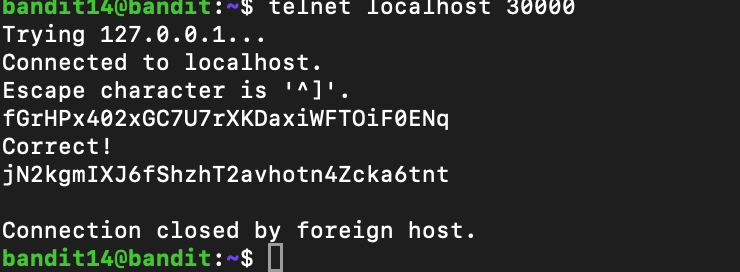 bandit14@bandit:~$ telnet localhost 30000
Trying 127.0.0.1...
Connected to localhost.
Escape character is '^]'.
fGrHPx402xGC7U7rXKDaxiWFTOiF0ENq
Correct!
jN2kgmIXJ6fShzhT2avhotn4Zcka6tnt
Connection closed by foreign host.
bandit14@bandit:~$